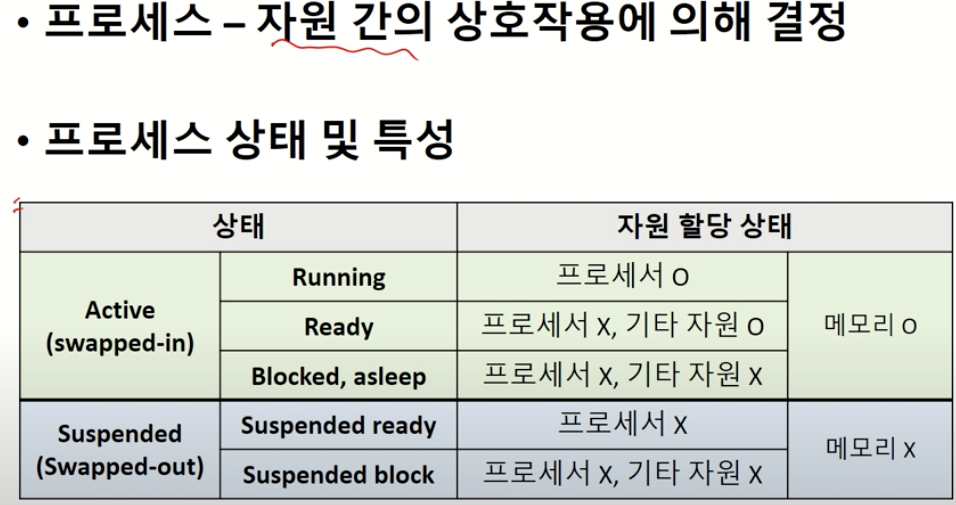 • 프로세스 – 자원 간의 상호작용에 의해 결정
• 프로세스 상태 및 특성
상태 자원 할당 상태
Active
(swapped-in)
Running 프로세서 O
Ready 프로세서 X, 기타 자원 O
Blocked, asleep 프로세서 X, 기타 자원 X
메모리 O
Suspended
(Swapped-out)
Suspended ready 프로세서 X
Suspended block 프로세서 X, 기타 자원 X
메모리 X